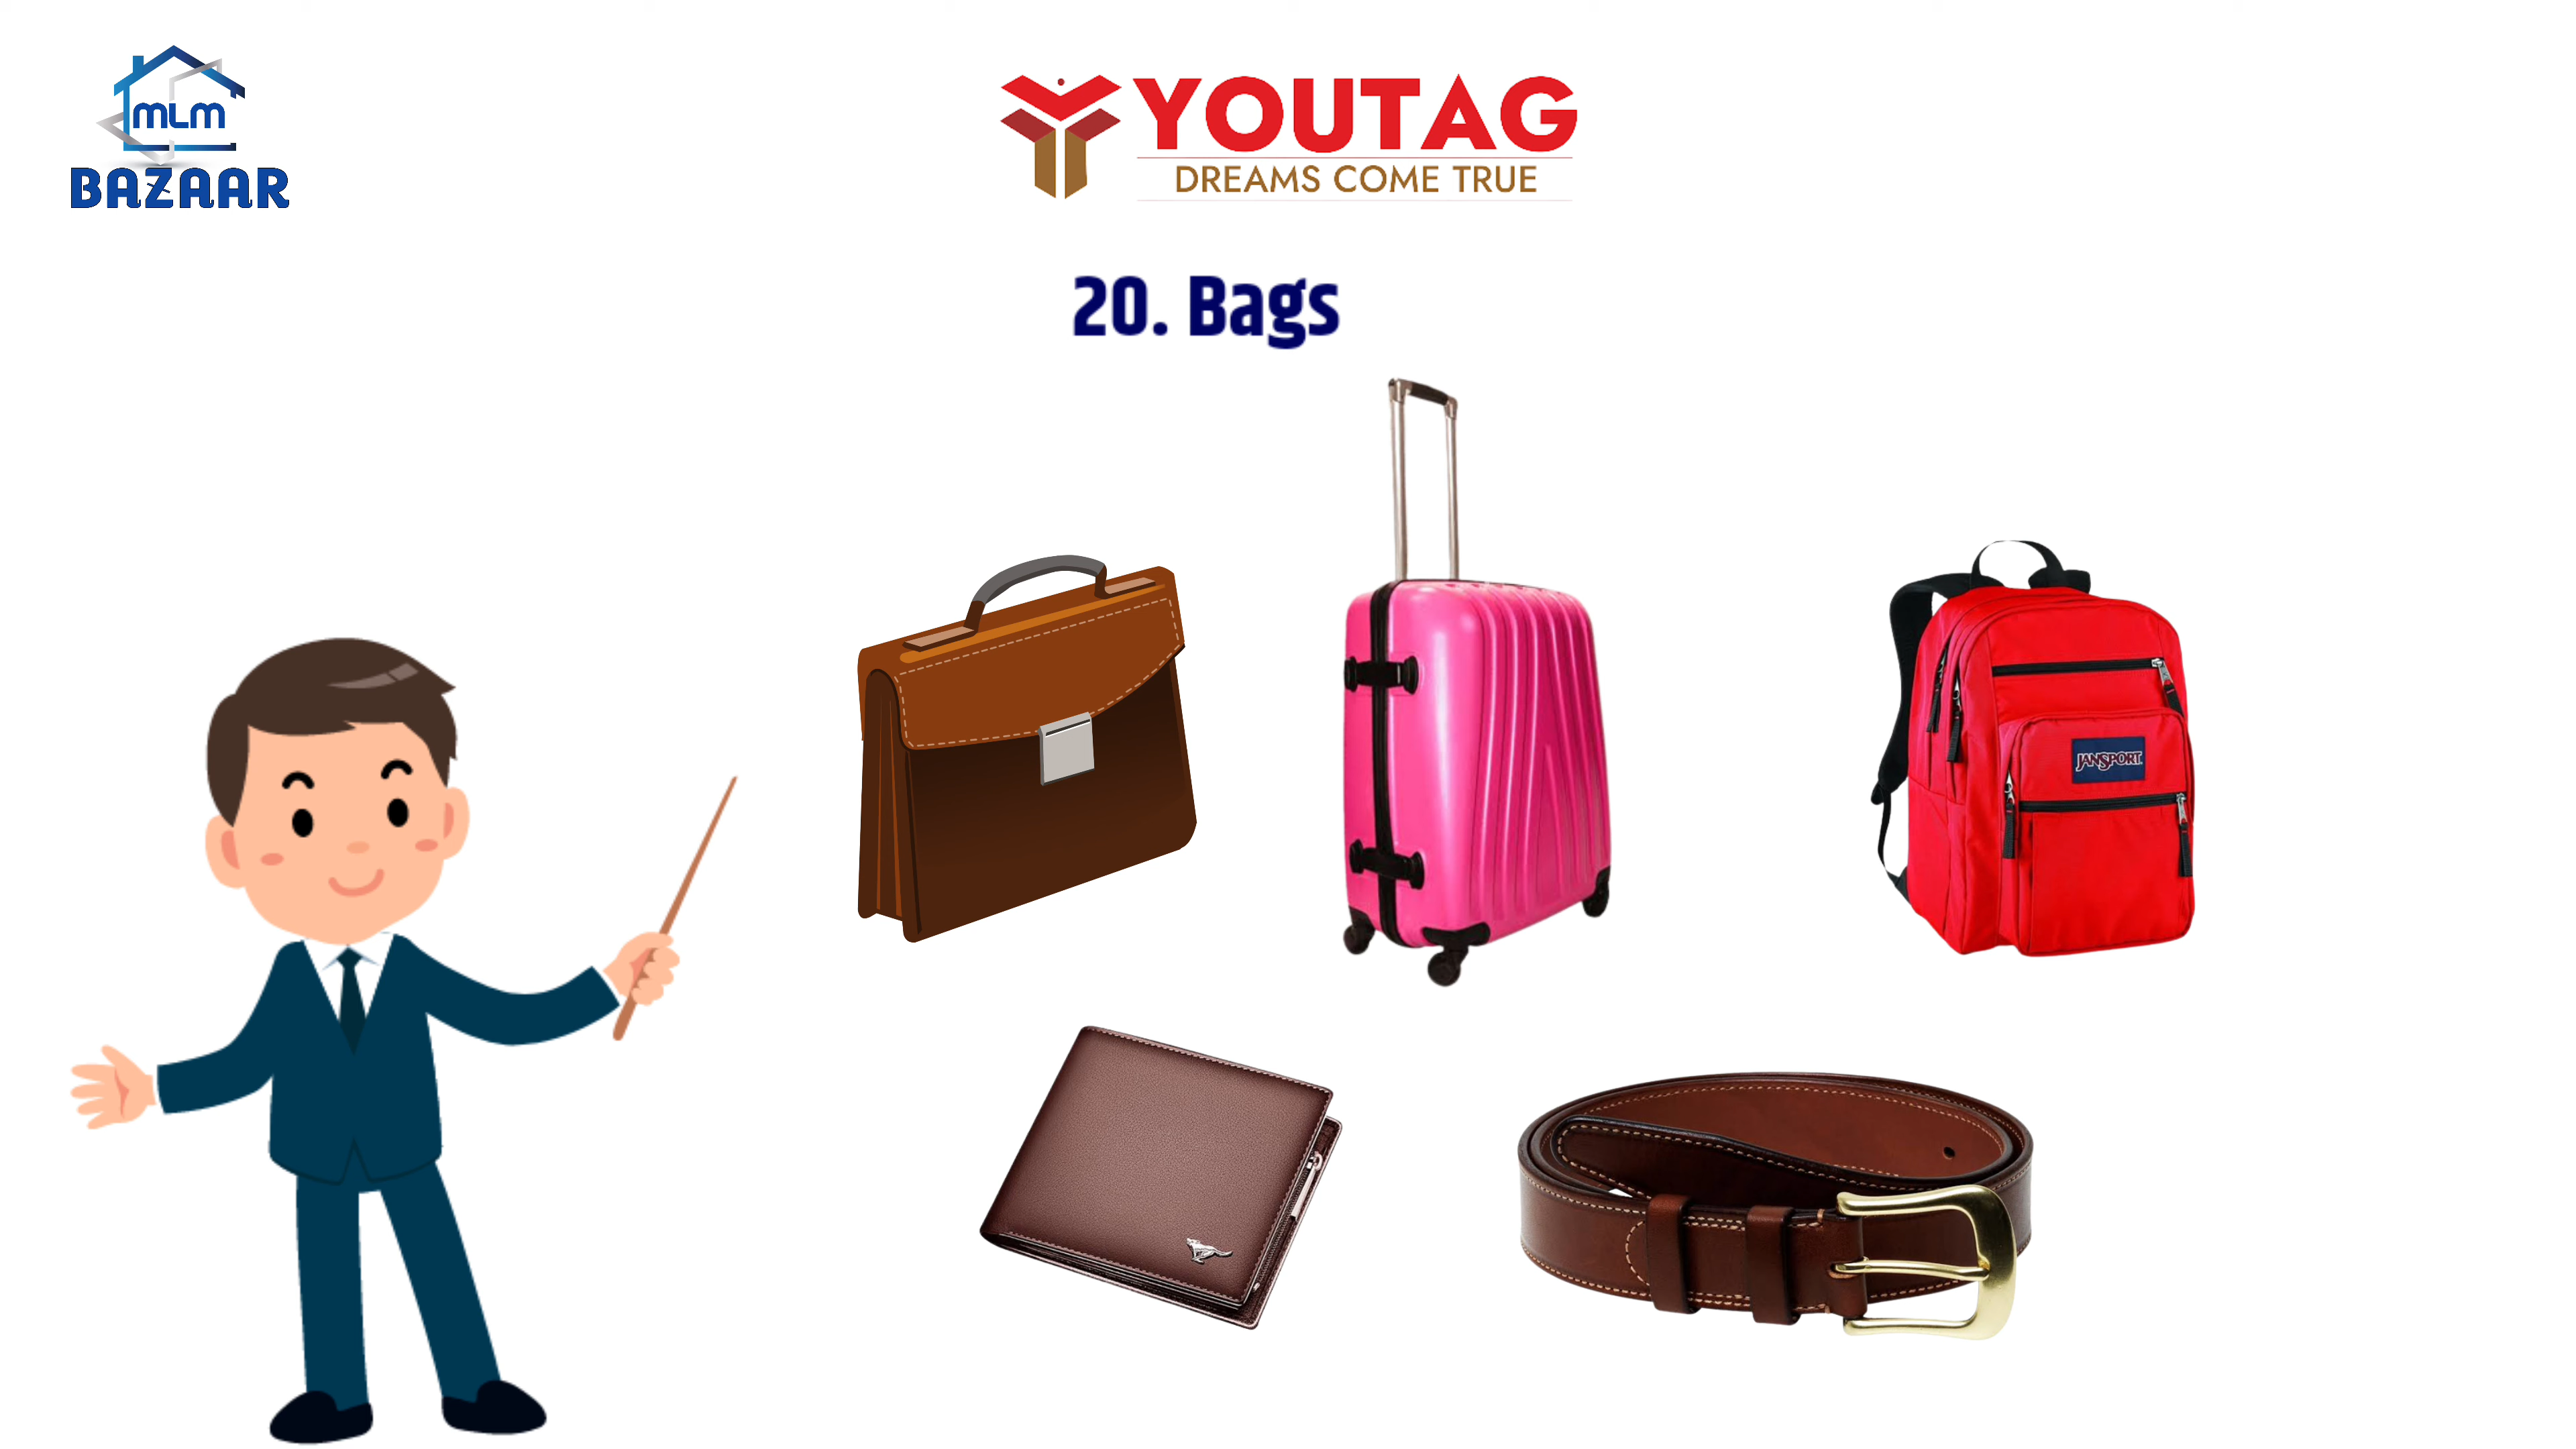 mLm
BAZAAR
YOUTAG
DREAMS COME TRUE
20. Bags
JANSPORT